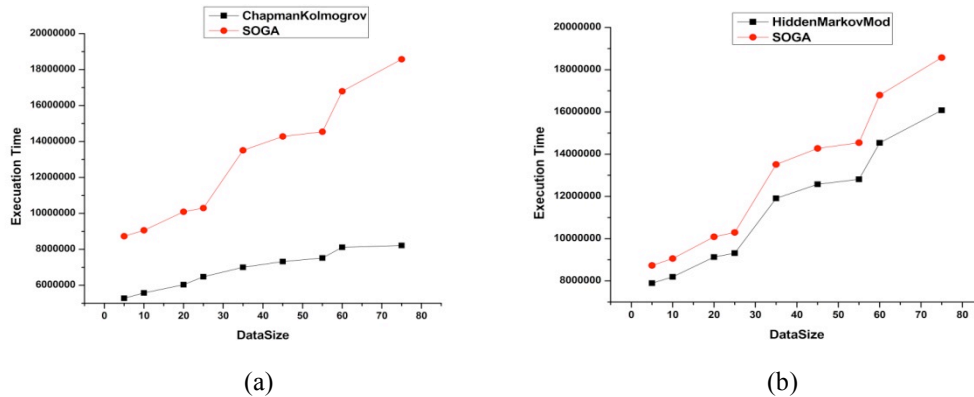 ChapmanKolmogrov
SOGA
20000000
18000000
16000000
14000000
12000000
10000000
8000000
6000000
Execuation Time
0 10 20 30 40 50 60 70 80
DataSize
(a)
HiddenMarkovMod
SOGA
20000000
18000000
16000000
14000000
12000000
10000000
8000000
Execution Time
0 10 20 30 40 50 60 70 80
DataSize
(b)